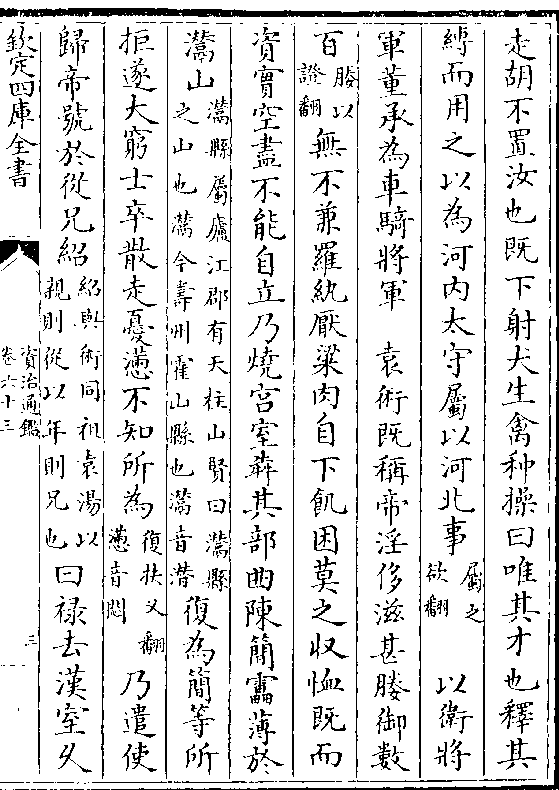 走胡不置汝也既下射犬生禽种操曰唯其才也釋其
縛而用之以為河内太守屬以河北事屬之欲翻以衛將
軍董承為車騎將軍　袁術既稱帝淫侈滋甚媵御數
百媵以證翻無不兼羅紈厭粱肉自下飢困莫之収恤既而
資實空盡不能自立乃燒宫室奔其部曲陳簡靁薄於
灊山灊縣屬廬江郡有天柱山賢曰灊縣之山也灊今壽州霍山縣也灊音潛復為簡等所
拒遂大窮士卒散走憂懣不知所為復扶又翻懣音悶乃遣使
歸帝號於從兄紹紹與術同祖袁湯以親則從以年則兄也曰禄去漢室乆
欽定四庫全書
資治通鑑
卷六十三
三